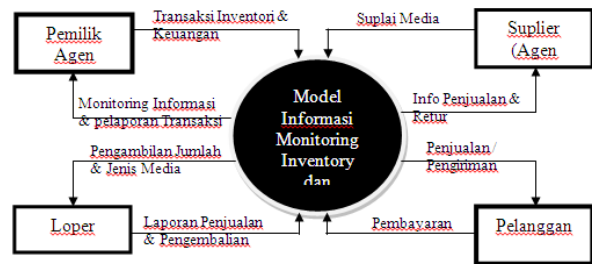 Pemilik
Agen
Transaksi Inventori &
Keuangan
Suplai Media
Suplier
(Agen
Model
Informasi
Monitoring
Inventory
dan
Monitoring Informasi
& pelaporan Transaksi
Info Penjualan &
Retur
Pengambilan Jumlah
& Jenis Media
Penjualan /
Pengiriman
Loper
Laporan Penjualan
& Pengembalian
Pembayaran
Pelanggan